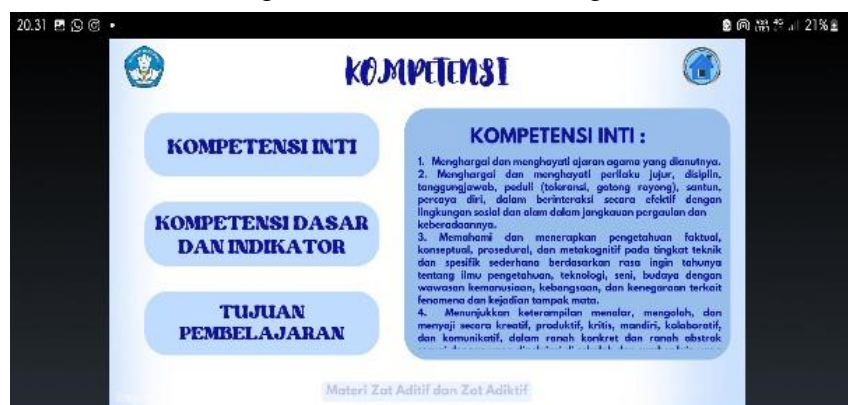 20.31
21%
KOMPETENSI
KOMPETENSI INTI
KOMPETENSI DASAR
DAN INDIKATOR
TUJUAN
PEMBELAJARAN
KOMPETENSI INTI :
1. Menghargai dan menghayati ajaran agama yang dianutnya.
2. Menghargai dan menghayati perilaku jujur, disiplin,
tanggungjawab, peduli (toleransi, gotong royong), santun,
percaya diri, dalam berinteraksi secara efektif dengan
lingkungan sosial dan alam dalam jangkauan pergaulan dan
keberadaannya.
3. Memahami dan menerapkan pengetahuan faktual,
konseptual, prosedural, dan metakognitif pada tingkat teknik
dan spesifik sederhana berdasarkan rasa ingin tahunya
tentang ilmu pengetahuan, teknologi, seni, budaya dengan
wawasan kemanusiaan, kebangsaan, dan kenegaraan terkait
fenomena dan kejadian tampak mata.
4. Menunjukkan keterampilan menalar, mengolah, dan
menyaji secara kreatif, produktif, kritis, mandiri, kolaboratif,
dan komunikatif, dalam ranah konkret dan ranah abstrak
Materi Zat Aditif dan Zat Adiktif